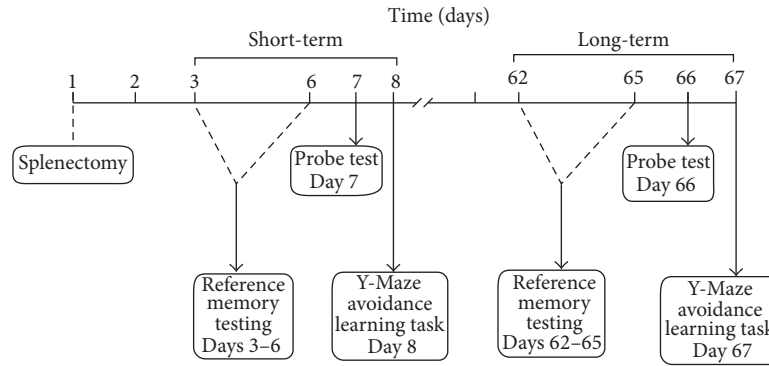 Time (days)
Short-term
Long-term
1 2 3 6 7 8 62 65 66 67
Splenectomy
Probe test
Day 7
Probe test
Day 66
Reference
memory
testing
Days 3–6
Y-Maze
avoidance
learning task
Day 8
Reference
memory
testing
Days 62–65
Y-Maze
avoidance
learning task
Day 67